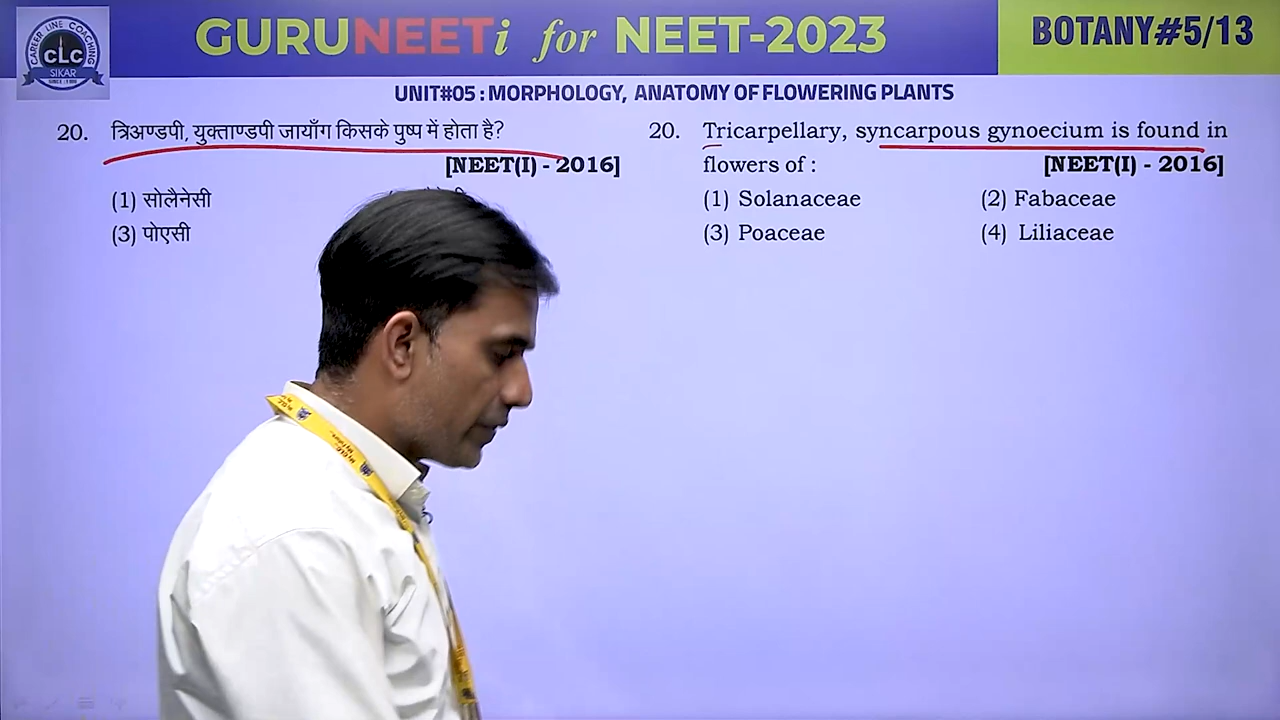 CAREER LINE COACHING
CLC
SIKAR
GURUNEETi for NEET-2023
BOTANY#5/13
UNIT#05 : MORPHOLOGY, ANATOMY OF FLOWERING PLANTS
20. त्रिअण्डपी, युक्ताण्डपी जायाँग किसके पुष्प में होता है?
[NEET(I) - 2016]
(1) सोलैनेसी
(3) पोएसी
20. Tricarpellary, syncarpous gynoecium is found in
flowers of : [NEET(I) - 2016]
(1) Solanaceae (2) Fabaceae
(3) Poaceae (4) Liliaceae